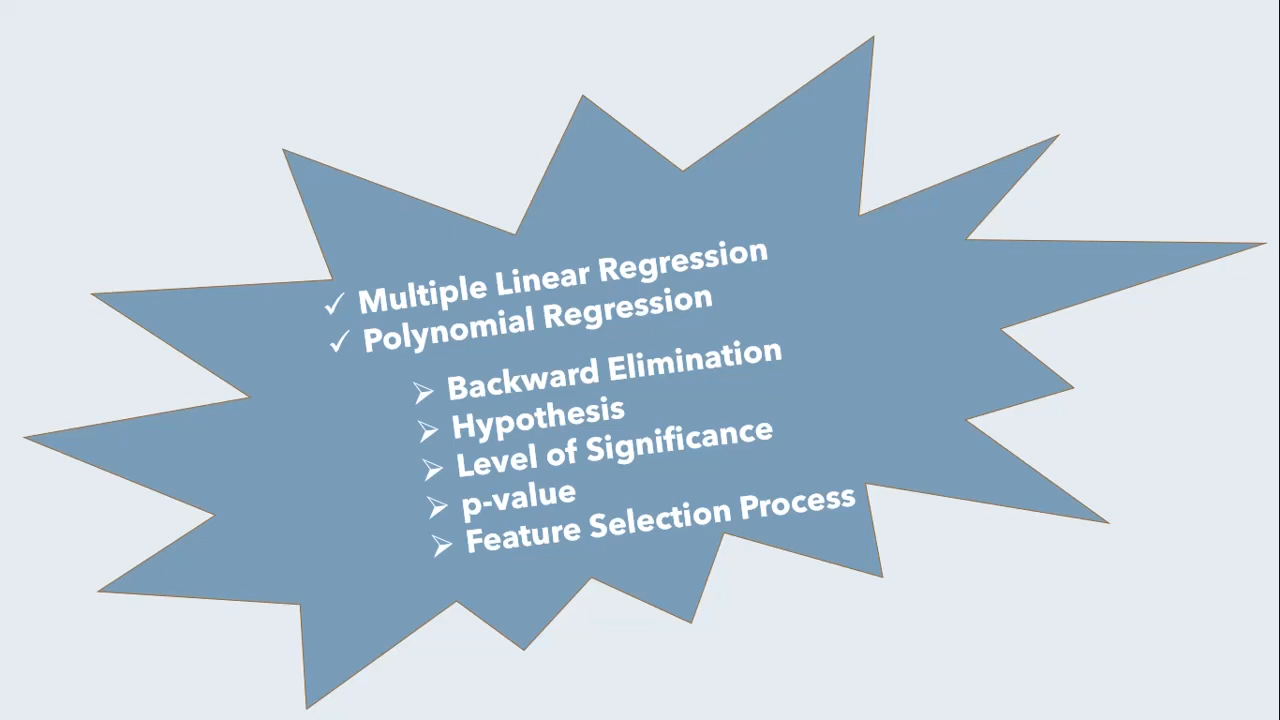 ✓ Multiple Linear Regression
✓ Polynomial Regression
➢ Backward Elimination
➢ Hypothesis
➢ Level of Significance
➢ p-value
➢ Feature Selection Process